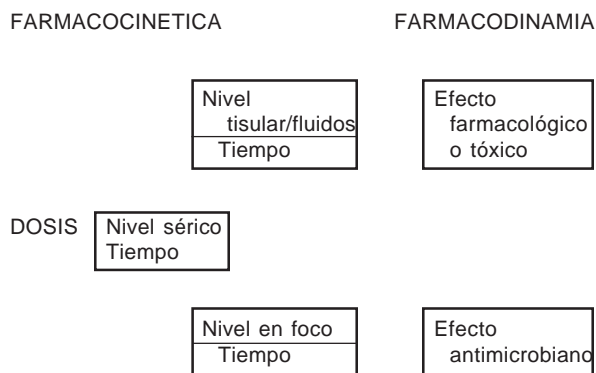 FARMACOCINETICA FARMACODINAMIA
Nivel
tisular/fluidos
Tiempo
Efecto
farmacológico
o tóxico
DOSIS
Nivel sérico
Tiempo
Nivel en foco
Tiempo
Efecto
antimicrobiano